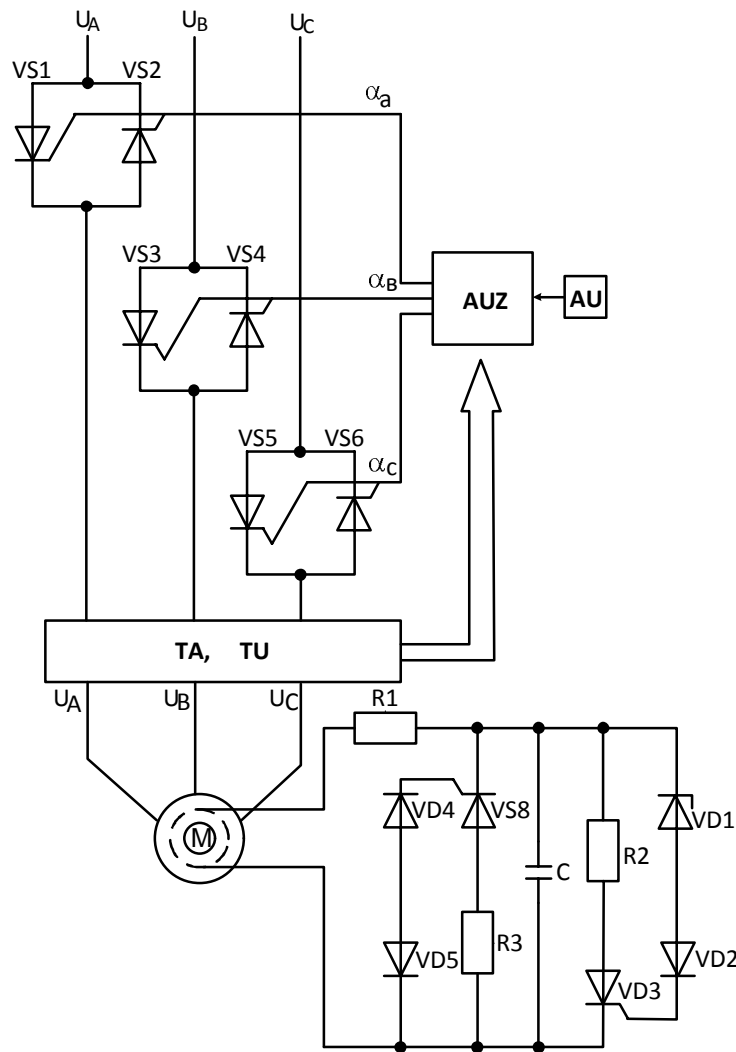 UA
UB
UC
VS1 VS2
αa
VS3 VS4
αB
AUZ
AU
VS5 VS6
αC
TA, TU
UA UB UC
R1
VD4 VS8 VD1
M
R2
C
R3
VD5 VD2
VD3